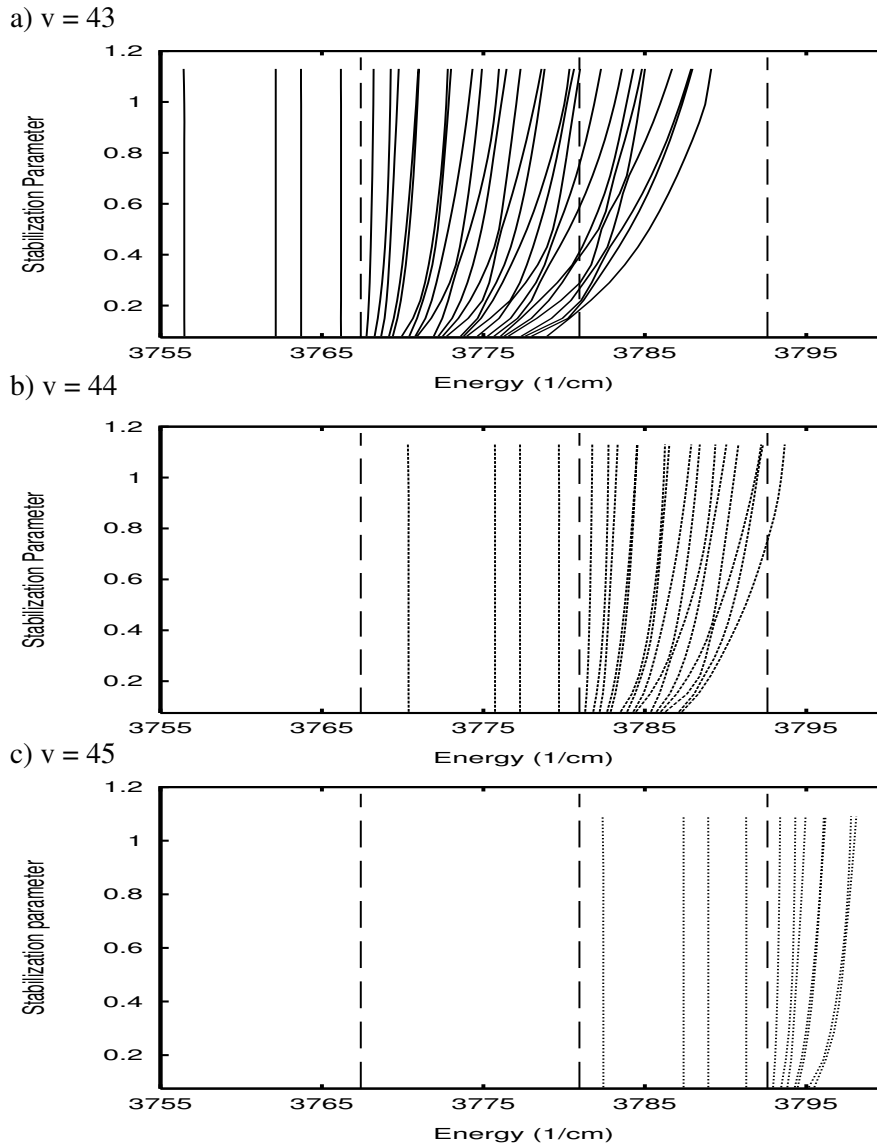 a) v = 43
1.2
1
0.8
0.6
0.4
0.2
Stabilization Parameter
3755 3765 3775 3785 3795
Energy (1/cm)
b) v = 44
1.2
1
0.8
0.6
0.4
0.2
Stabilization Parameter
3755 3765 3775 3785 3795
Energy (1/cm)
c) v = 45
1.2
1
0.8
0.6
0.4
0.2
Stabilization parameter
3755 3765 3775 3785 3795
Energy (1/cm)